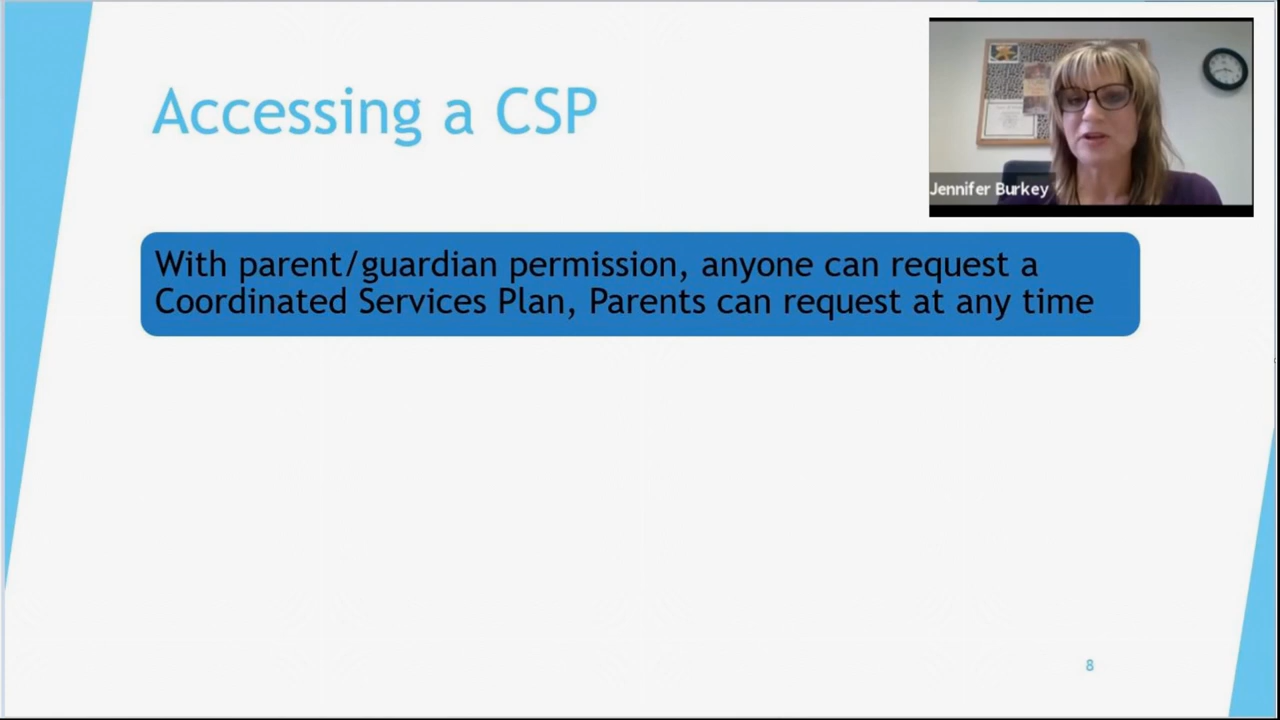 Accessing a CSP
Jennifer Burkey
With parent/guardian permission, anyone can request a
Coordinated Services Plan, Parents can request at any time
8